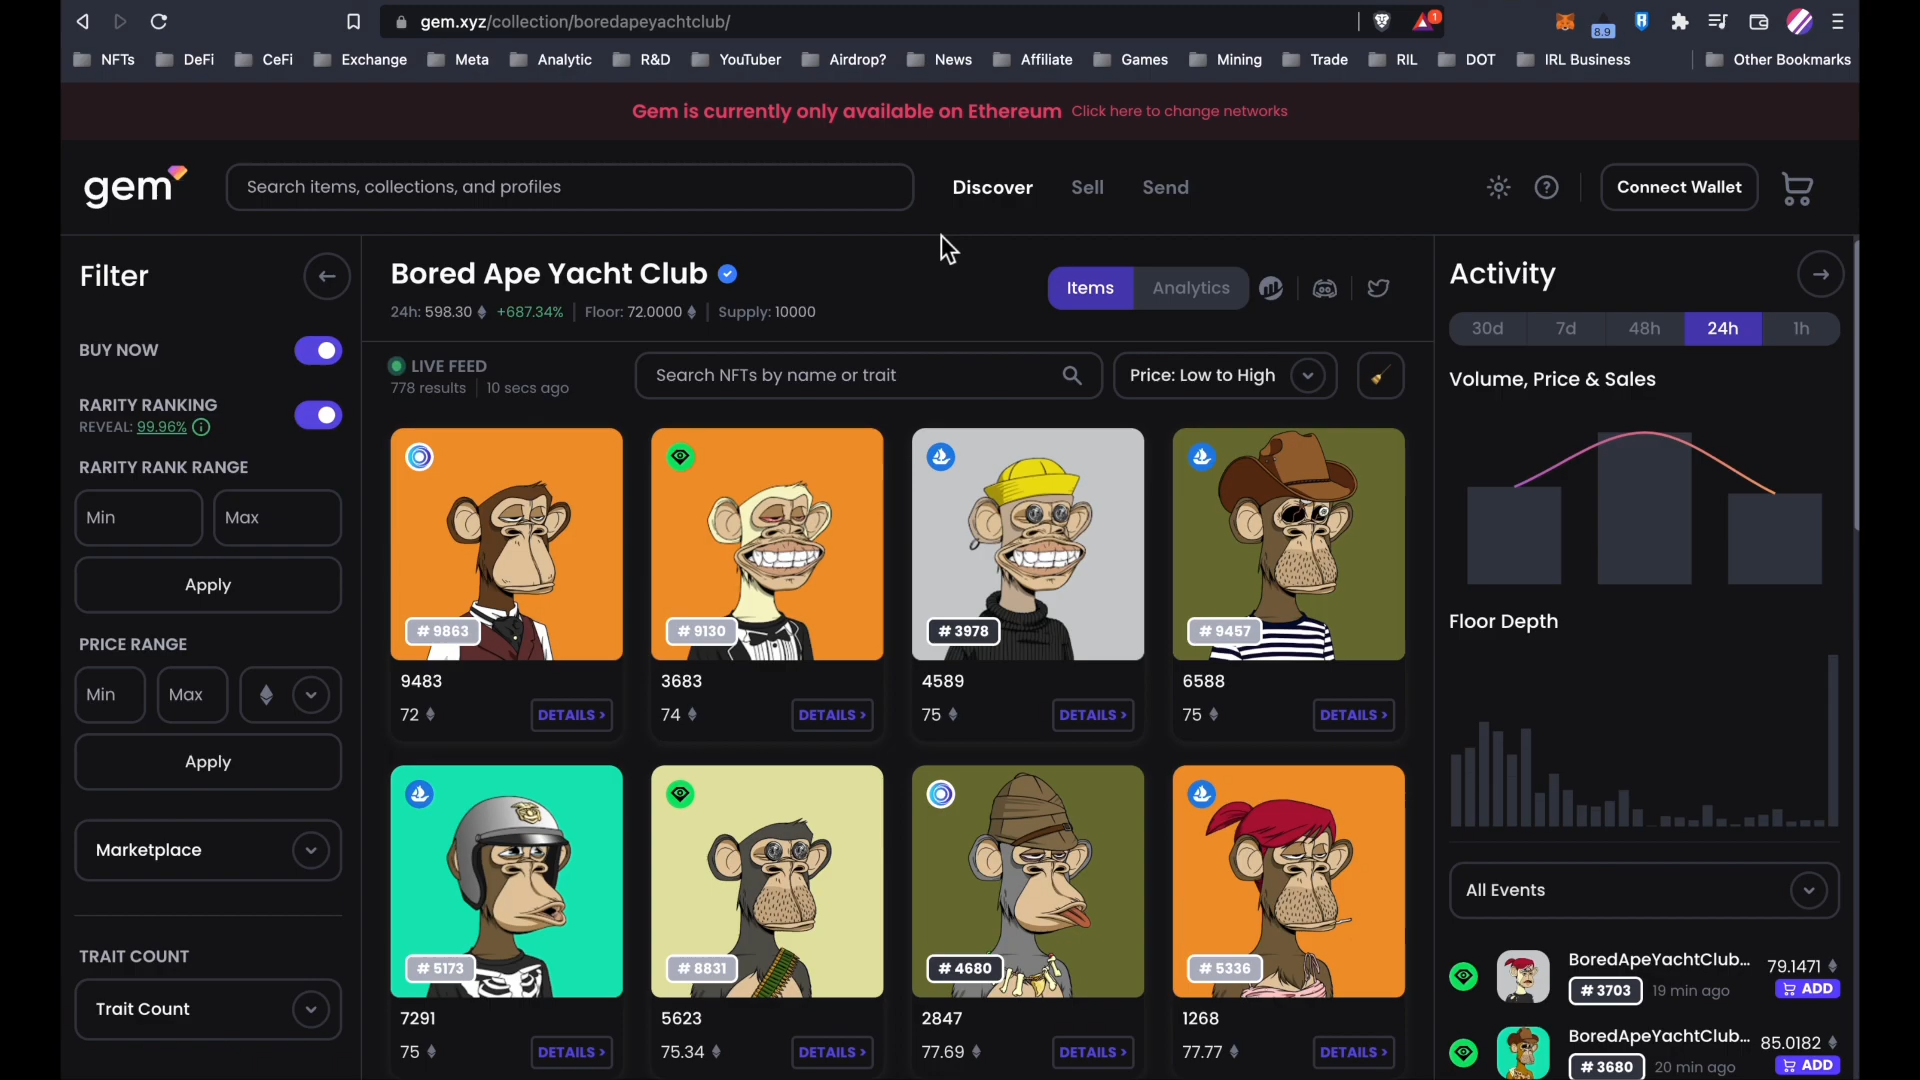 gem.xyz/collection/boredapeyachtclub/
1
8.9
NFTs
DeFi
CeFi
Exchange
Meta
Analytic
R&D
YouTuber
Airdrop?
News
Affiliate
Games
Mining
Trade
RIL
DOT
IRL Business
Other Bookmarks
Gem is currently only available on Ethereum Click here to change networks
gem
Search items, collections, and profiles
Discover
Sell
Send
Connect Wallet
Filter
BUY NOW
RARITY RANKING
REVEAL: 99.96%
RARITY RANK RANGE
Min
Max
Apply
PRICE RANGE
Min
Max
Apply
Marketplace
TRAIT COUNT
Trait Count
Bored Ape Yacht Club
24h: 598.30 +687.34% Floor: 72.0000 Supply: 10000
Items
Analytics
LIVE FEED
778 results 10 secs ago
Search NFTs by name or trait
Price: Low to High
# 9863
# 9130
# 3978
# 9457
9483
3683
4589
6588
72
DETAILS >
74
DETAILS >
75
DETAILS >
75
DETAILS >
# 5173
# 8831
# 4680
# 5336
7291
5623
2847
1268
75
DETAILS >
75.34
DETAILS >
77.69
DETAILS >
77.77
DETAILS >
Activity
30d
7d
48h
24h
1h
Volume, Price & Sales
Floor Depth
All Events
BoredApeYachtClub...
79.1471
# 3703
19 min ago
ADD
BoredApeYachtClub...
85.0182
# 3680
20 min ago
ADD